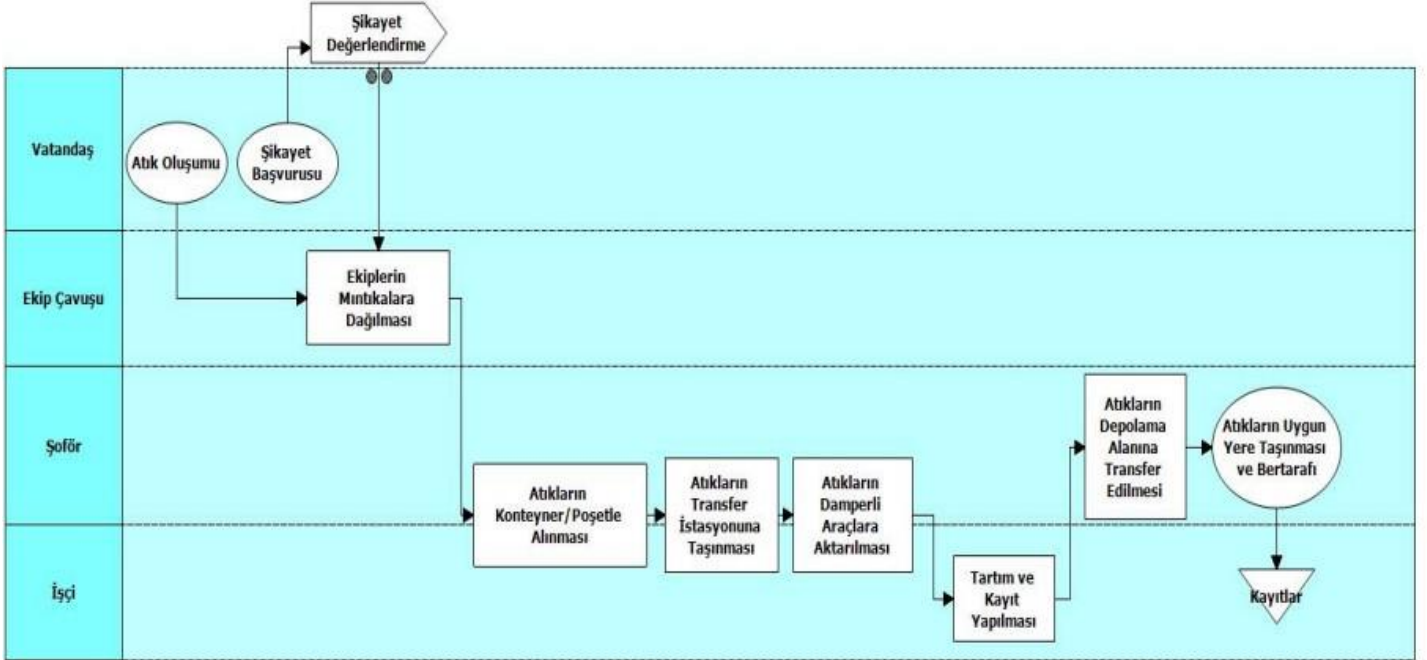 Şikayet
Değerlendirme
Vatandaş
Atık Oluşumu
Şikayet
Başvurusu
Ekip Çavuşu
Ekiplerin
Mıntıkalara
Dağılması
Şoför
Atıkların
Konteyner/Poşetle
Alınması
Atıkların
Transfer
İstasyonuna
Taşınması
Atıkların
Damperli
Araçlara
Aktarılması
Atıkların
Depolama
Alanına
Transfer
Edilmesi
Atıkların Uygun
Yere Taşınması
ve Bertarafı
İşçi
Tartım ve
Kayıt
Yapılması
Kayıtlar